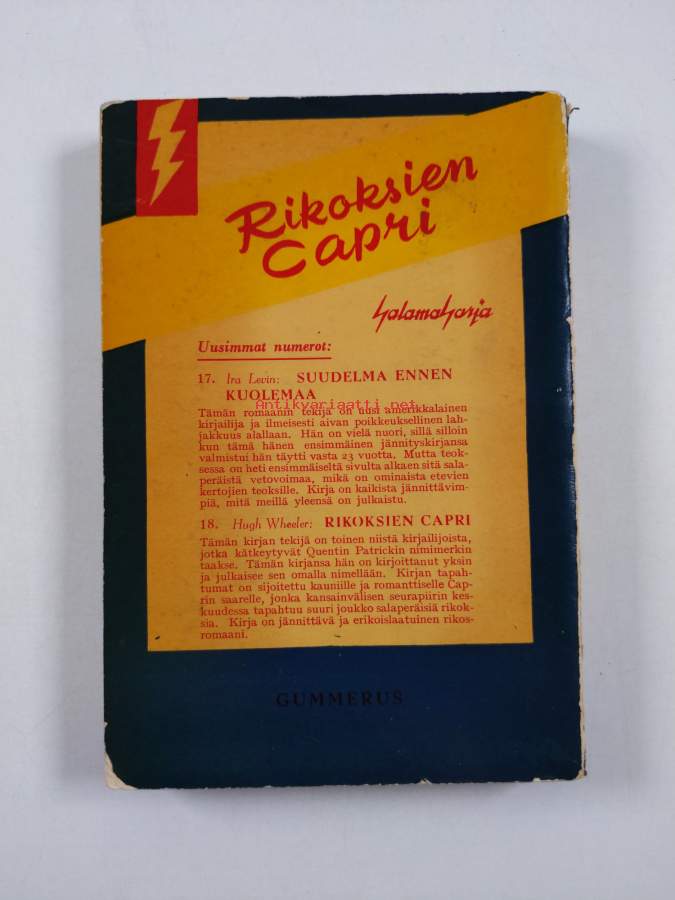 Rikoksien
Capri
Salamasarja
Uusimmat numerot:
17. Ira Levin: SUUDELMA ENNEN
KUOLEMAA
Antikvariaatti.net
Tämän romaanin tekijä on uusi amerikkalainen
kirjailija ja ilmeisesti aivan poikkeuksellinen lah-
jakkuus alallaan. Hän on vielä nuori, sillä silloin
kun tämä hänen ensimmäinen jännityskirjansa
valmistui hän täytti vasta 23 vuotta. Mutta teok-
sessa on heti ensimmäiseltä sivulta alkaen sitä sala-
peräistä vetovoimaa, mikä on ominaista etevien
kertojien teoksille. Kirja on kaikista jännittävim-
piä, mitä meillä yleensä on julkaistu.
18. Hugh Wheeler: RIKOKSIEN CAPRI
Tämän kirjan tekijä on toinen niistä kirjailijoista,
jotka kätkeytyvät Quentin Patrickin nimimerkin
taakse. Tämän kirjansa hän on kirjoittanut yksin
ja julkaisee sen omalla nimellään. Kirjan tapah-
tumat on sijoitettu kauniille ja romanttiselle Cap-
rin saarelle, jonka kansainvälisen seurapiirin kes-
kuudessa tapahtuu suuri joukko salaperäisiä rikok-
sia. Kirja on jännittävä ja erikoislaatuinen rikos-
romaani.
GUMMERUS